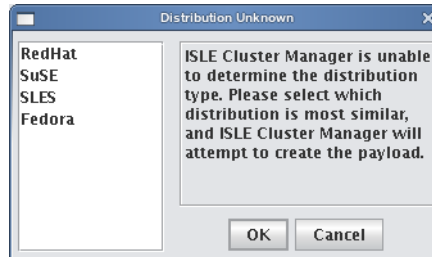 Distribution Unknown
RedHat
SuSE
SLES
Fedora
ISLE Cluster Manager is unable
to determine the distribution
type. Please select which
distribution is most similar,
and ISLE Cluster Manager will
attempt to create the payload.
OK
Cancel